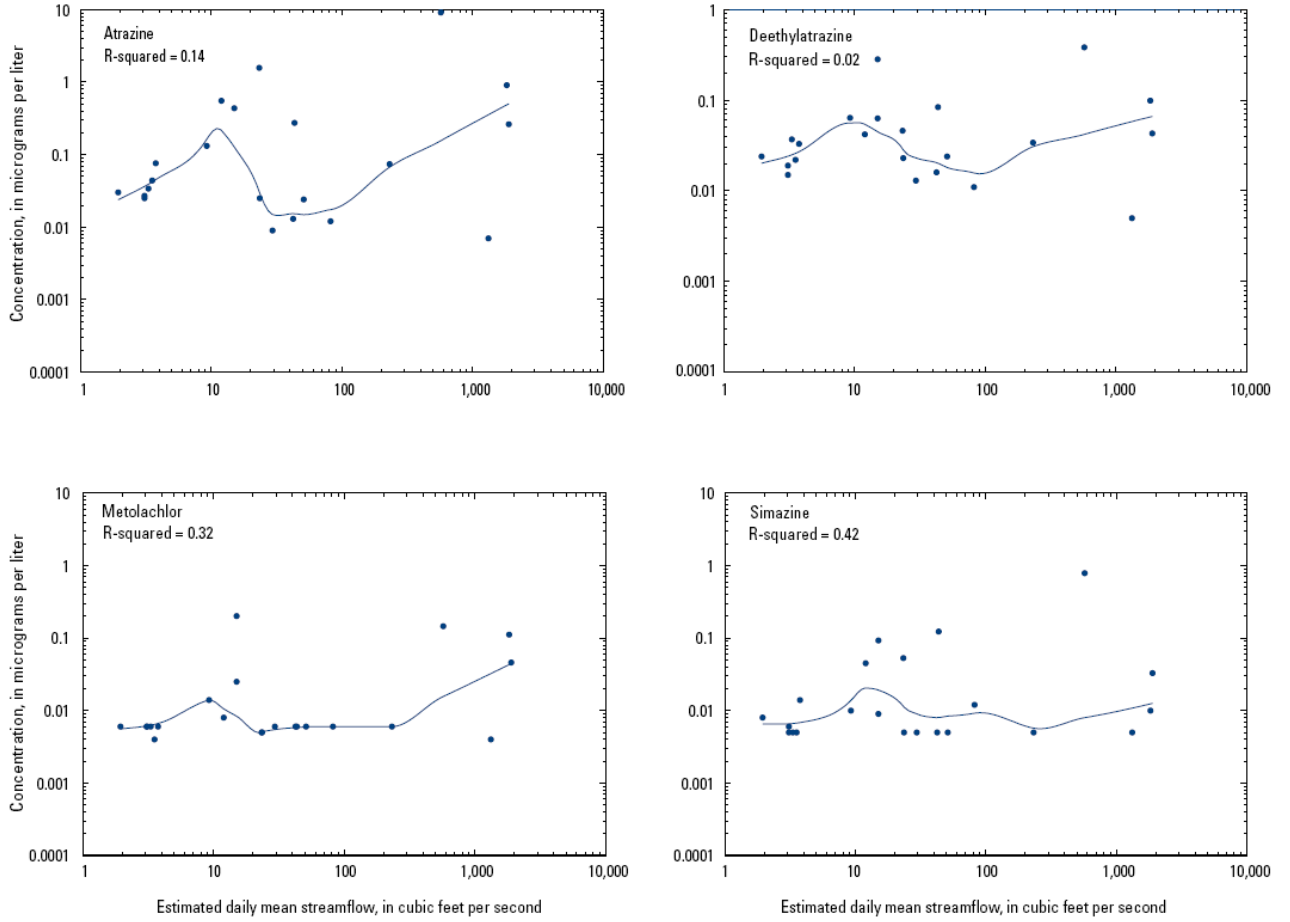 Atrazine
R-squared = 0.14
Concentration, in micrograms per liter
10
1
0.1
0.01
0.001
0.0001
1 10 100 1,000 10,000
Deethylatrazine
R-squared = 0.02
1
0.1
0.01
0.001
0.0001
1 10 100 1,000 10,000
Metolachlor
R-squared = 0.32
Concentration, in micrograms per liter
10
1
0.1
0.01
0.001
0.0001
1 10 100 1,000 10,000
Estimated daily mean streamflow, in cubic feet per second
Simazine
R-squared = 0.42
10
1
0.1
0.01
0.001
0.0001
1 10 100 1,000 10,000
Estimated daily mean streamflow, in cubic feet per second